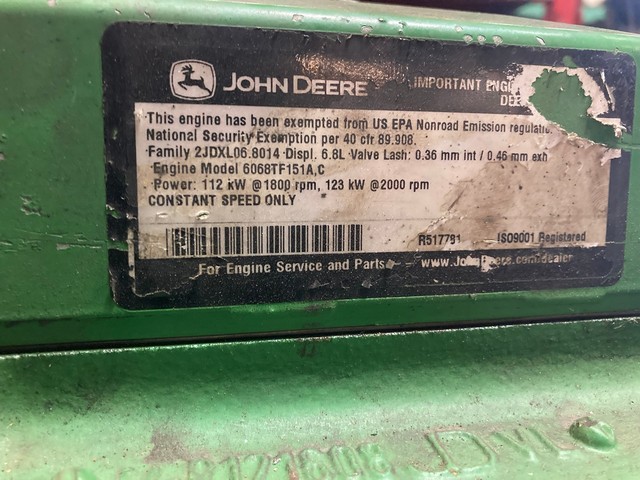 JOHN DEERE
IMPORTANT
This engine has been exempted from US EPA Nonroad Emission
National Security Exemption per 40 cfr 89.908.
Family 2JDXL06.8014 Displ. 6.8L Valve Lash: 0.36 mm int / 0.46 mm exh
Engine Model 6068TF151A,C
Power: 112 kW @1800 rpm, 123 kW @2000 rpm
CONSTANT SPEED ONLY
R517791 ISO9001 Registered
For Engine Service and Parts www.JohnDeere.com/dealer